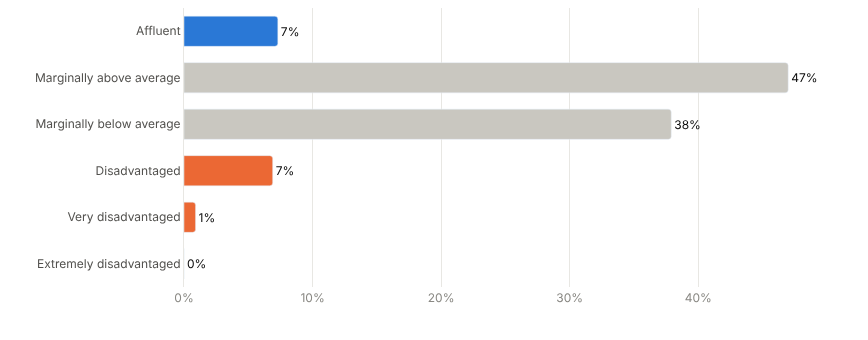 Affluent 7%
Marginally above average 47%
Marginally below average 38%
Disadvantaged 7%
Very disadvantaged 1%
Extremely disadvantaged 0%
0% 10% 20% 30% 40%